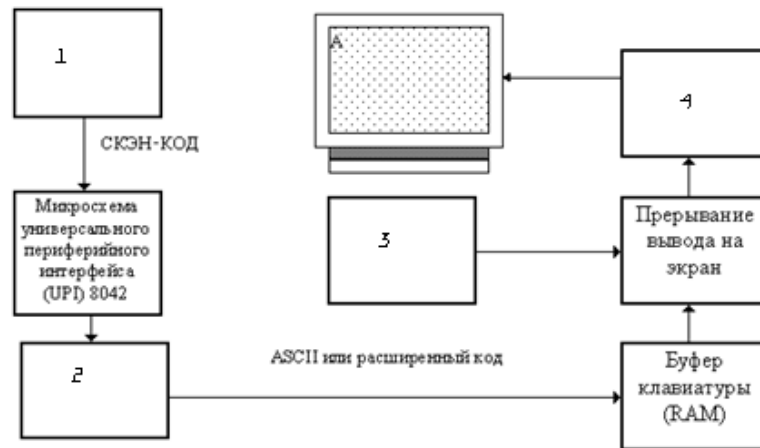 1
A
4
СКЭН-КОД
Микросхема
универсального
периферийного
интерфейса
(UPI) 8042
3
Прерывание
вывода на
экран
2
ASCII или расширенный код
Буфер
клавиатуры
(RAM)